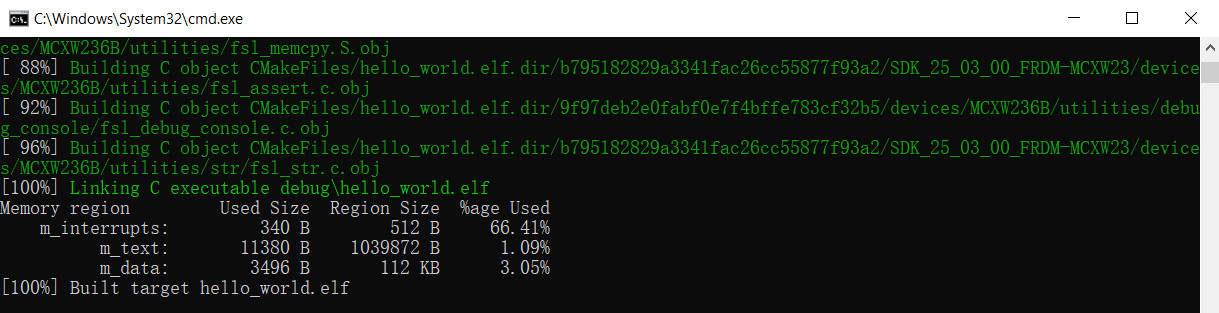 C:\Windows\System32\cmd.exe
ces/MCXW236B/utilities/fsl_memcpy.S.obj
[ 88%] Building C object CMakeFiles/hello_world.elf.dir/b795182829a3341fac26cc55877f93a2/SDK_25_03_00_FRDM-MCXW23/device
s/MCXW236B/utilities/fsl_assert.c.obj
[ 92%] Building C object CMakeFiles/hello_world.elf.dir/9f97deb2e0fabf0e7f4bffe783cf32b5/devices/MCXW236B/utilities/debu
g_console/fsl_debug_console.c.obj
[ 96%] Building C object CMakeFiles/hello_world.elf.dir/b795182829a3341fac26cc55877f93a2/SDK_25_03_00_FRDM-MCXW23/device
s/MCXW236B/utilities/str/fsl_str.c.obj
[100%] Linking C executable debug\hello_world.elf
Memory region         Used Size  Region Size  %age Used
    m_interrupts:         340 B        512 B     66.41%
          m_text:       11380 B    1039872 B      1.09%
          m_data:        3496 B       112 KB      3.05%
[100%] Built target hello_world.elf